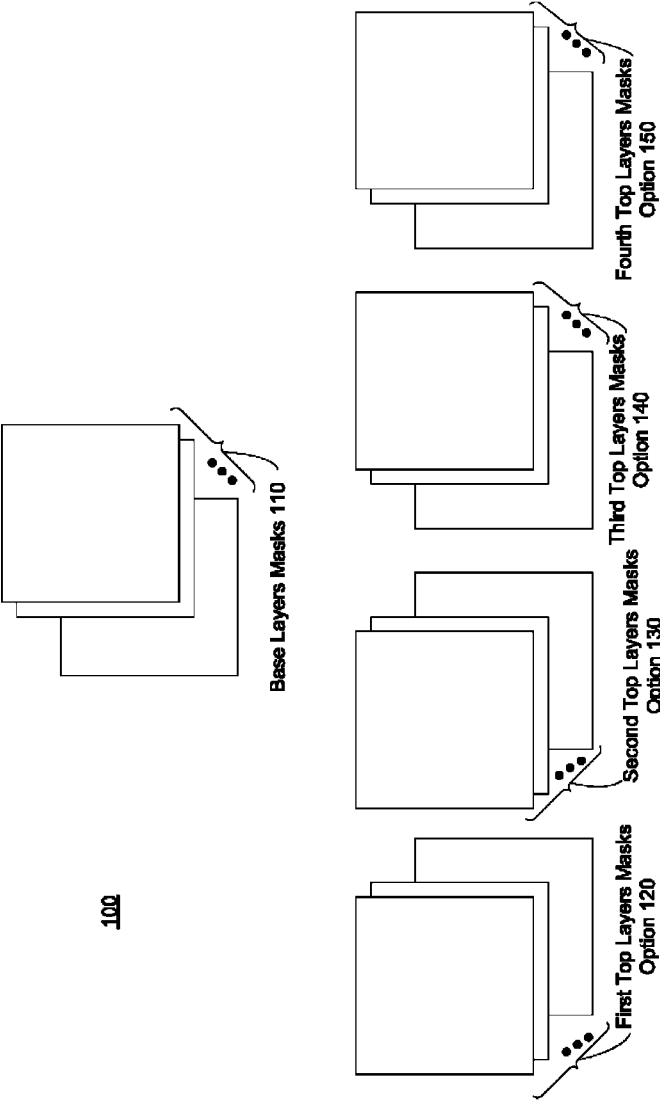 100
Base Layers Masks 110
First Top Layers Masks
Option 120
Second Top Layers Masks
Option 130
Third Top Layers Masks
Option 140
Fourth Top Layers Masks
Option 150